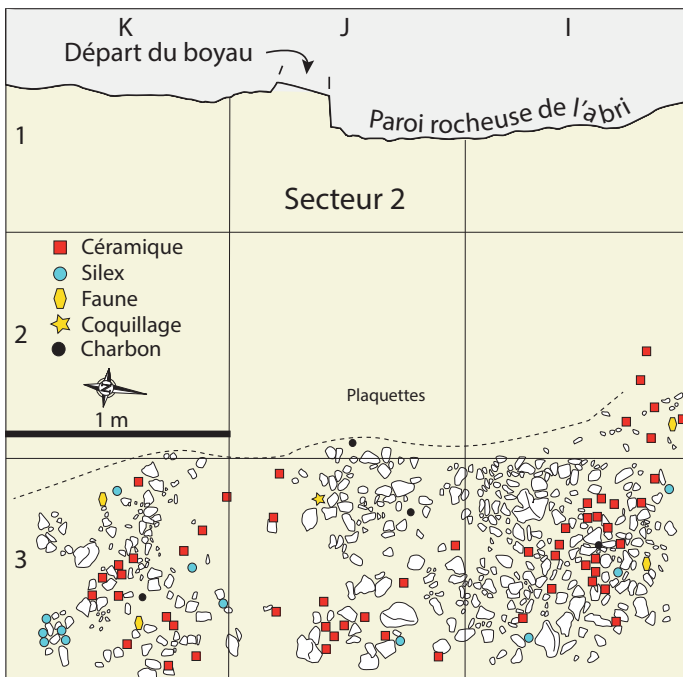 K J I
Départ du boyau
Paroi rocheuse de l'abri
1
Secteur 2
Céramique
Silex
Faune
2
Coquillage
Charbon
N
Plaquettes
1 m
3